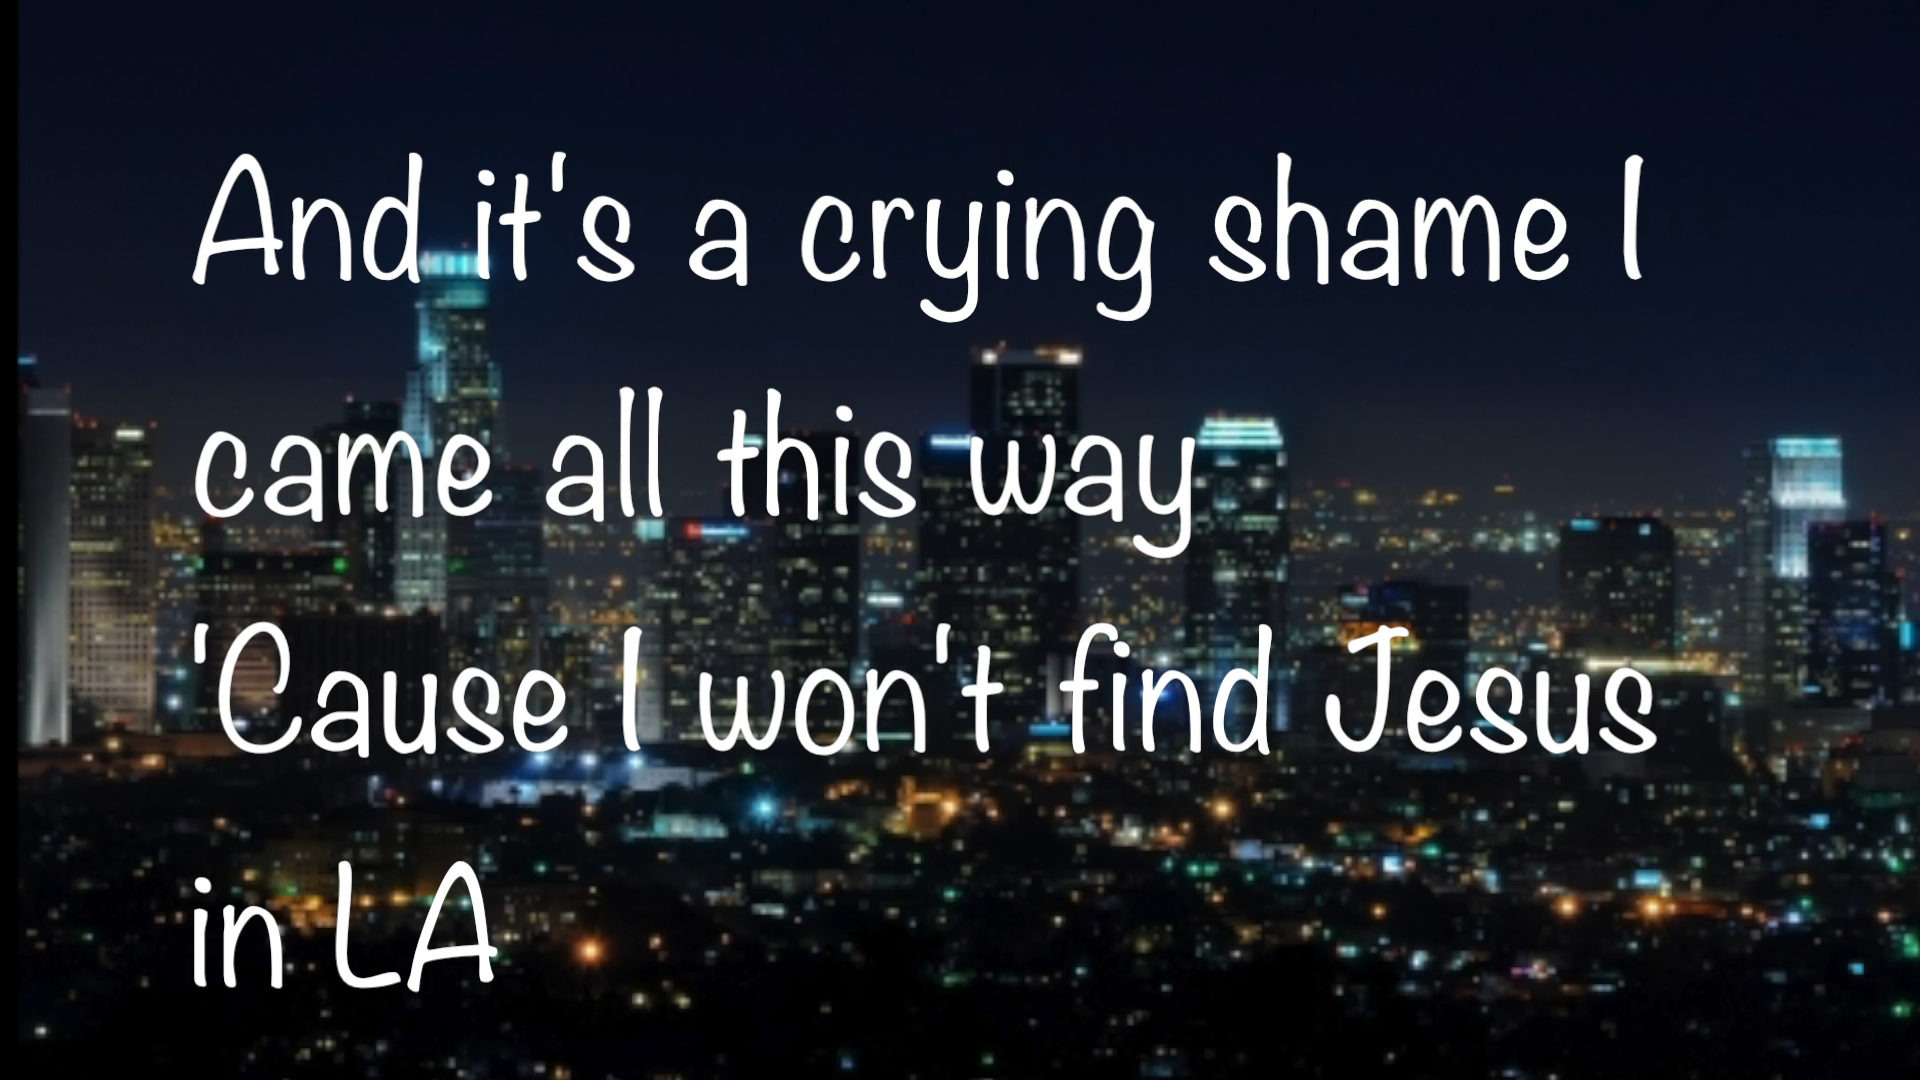 And it's a crying shame I
came all this way
'Cause I won't find Jesus
in LA